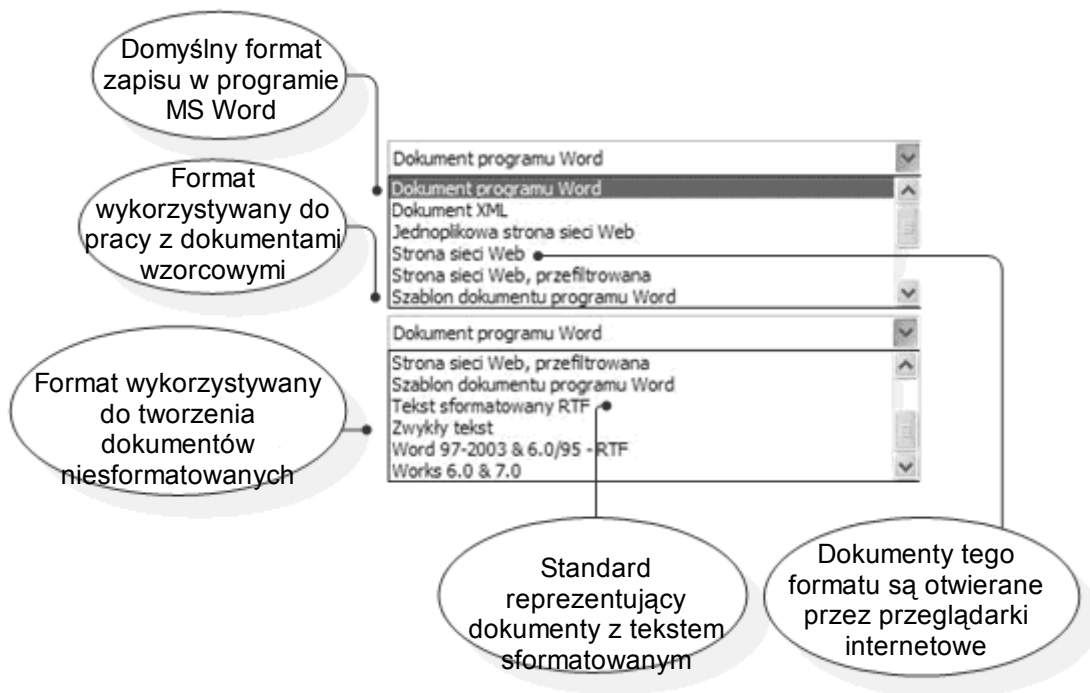 Domyślny format
zapisu w programie
MS Word
Format
wykorzystywany do
pracy z dokumentami
wzorcowymi
Format wykorzystywany
do tworzenia
dokumentów
niesformatowanych
Dokument programu Word
Dokument programu Word
Dokument XML
Jednoplikowa strona sieci Web
Strona sieci Web
Strona sieci Web, przefiltrowana
Szablon dokumentu programu Word
Dokument programu Word
Strona sieci Web, przefiltrowana
Szablon dokumentu programu Word
Tekst sformatowany RTF
Zwykły tekst
Word 97-2003 & 6.0/95 - RTF
Works 6.0 & 7.0
Standard
reprezentujący
dokumenty z tekstem
sformatowanym
Dokumenty tego
formatu są otwierane
przez przeglądarki
internetowe